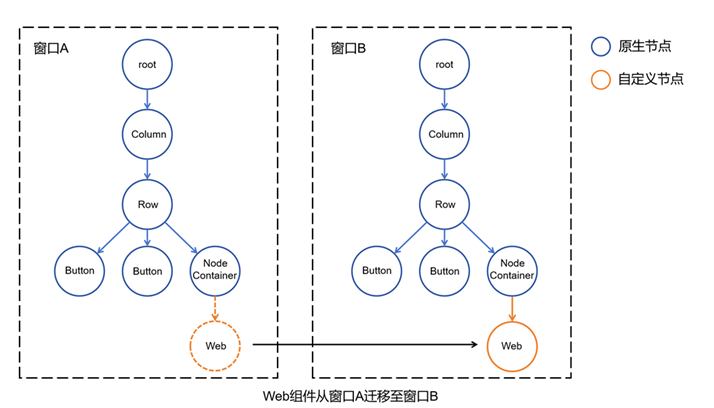 窗口A
root
Column
Row
Button
Button
Node
Container
Web
窗口B
root
Column
Row
Button
Button
Node
Container
Web
原生节点
自定义节点
Web组件从窗口A迁移至窗口B